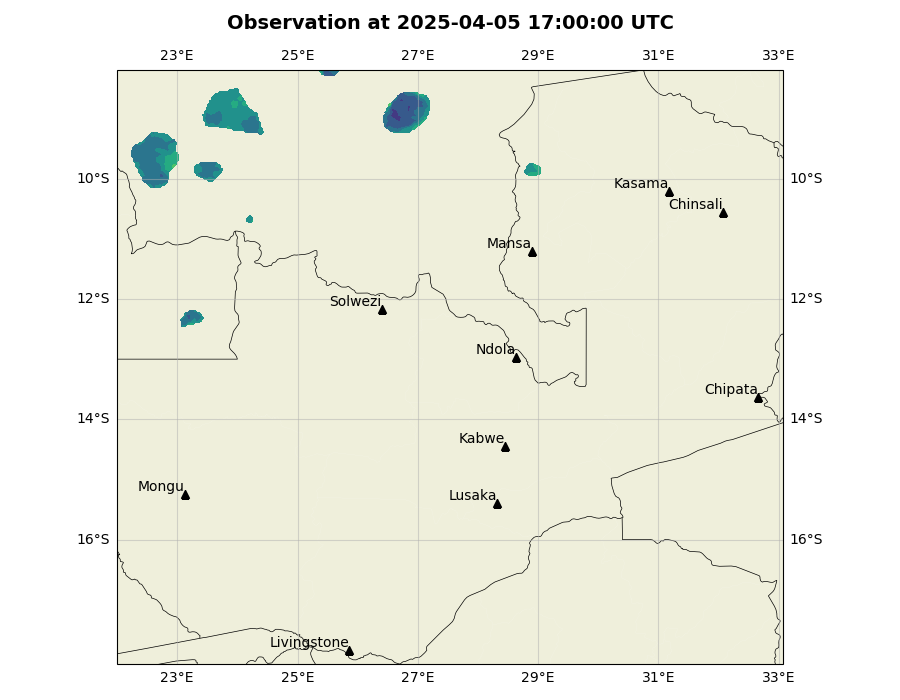 Observation at 2025-04-05 17:00:00 UTC
23°E 25°E 27°E 29°E 31°E 33°E
10°S 10°S
Kasama
Chinsali
Mansa
12°S 12°S
Solwezi
Ndola
Chipata
14°S 14°S
Kabwe
Mongu
Lusaka
16°S 16°S
Livingstone
23°E 25°E 27°E 29°E 31°E 33°E